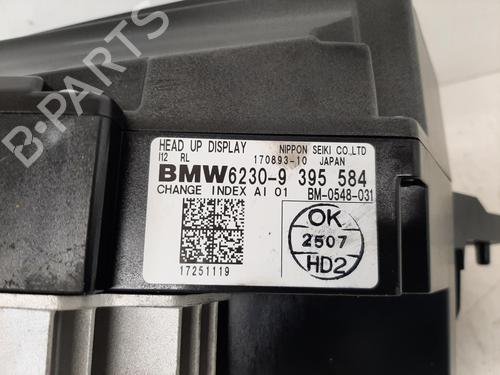 HEAD UP DISPLAY NIPPON SEIKI CO.,LTD
I12 RL 170893-10 JAPAN
BMW 6230-9 395 584
CHANGE INDEX AI 01 BM-0548-031
OK
2507
HD2
17251119
B-PARTS